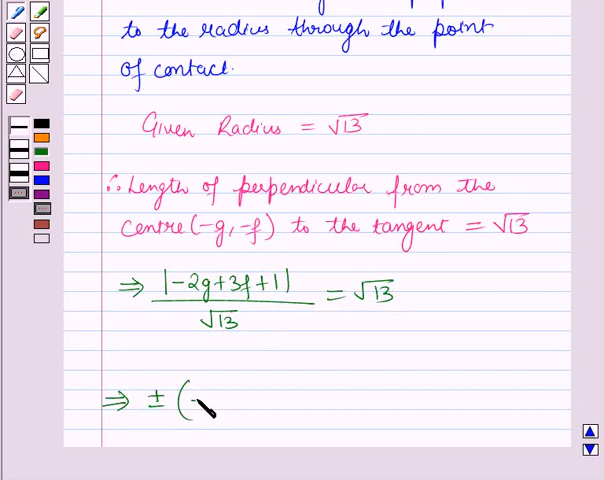 to the radius through the point
of contact.
Given Radius = √13
∴ Length of perpendicular from the
centre (-g, -f) to the tangent = √13
⇒ |-2g+3f+1| / √13 = √13
⇒ ± (-